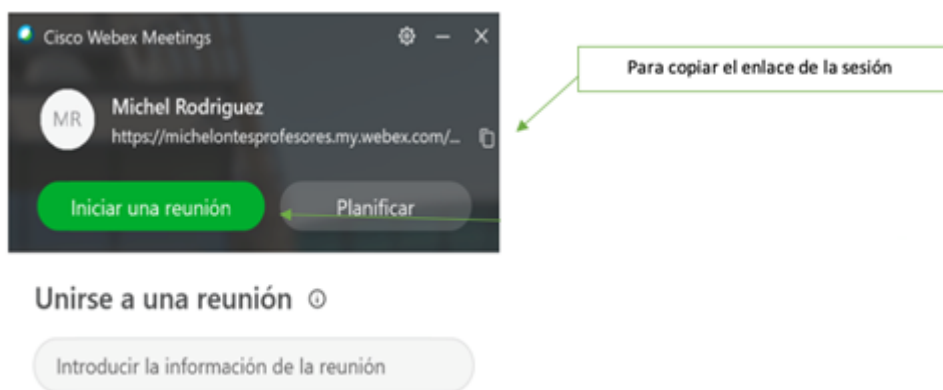 Cisco Webex Meetings
Para copiar el enlace de la sesión
MR
Michel Rodriguez
https://michelontesprofesores.my.webex.com/...
Iniciar una reunión
Planificar
Unirse a una reunión
Introducir la información de la reunión